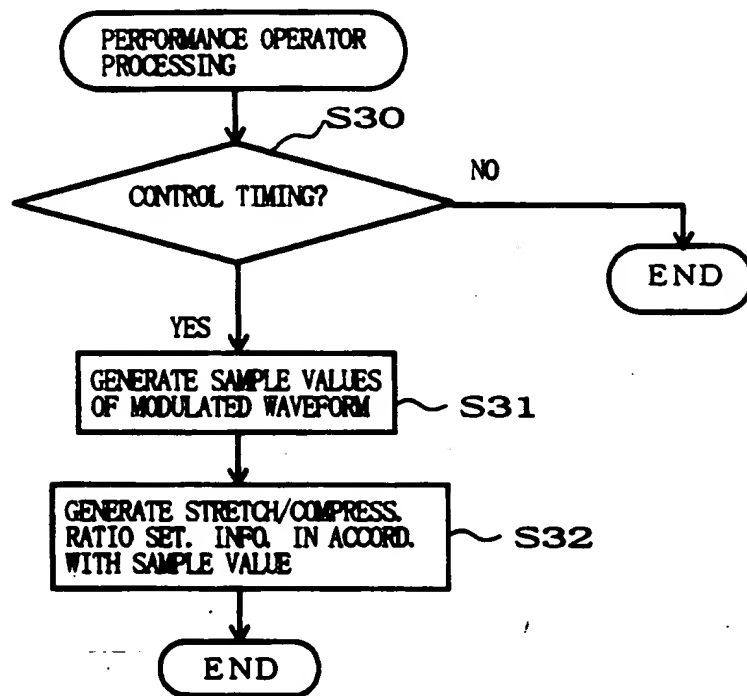 PERFORMANCE OPERATOR
PROCESSING
S30
CONTROL TIMING?
NO
END
YES
GENERATE SAMPLE VALUES
OF MODULATED WAVEFORM
S31
GENERATE STRETCH/COMPRESS.
RATIO SET. INFO. IN ACCORD.
WITH SAMPLE VALUE
S32
END